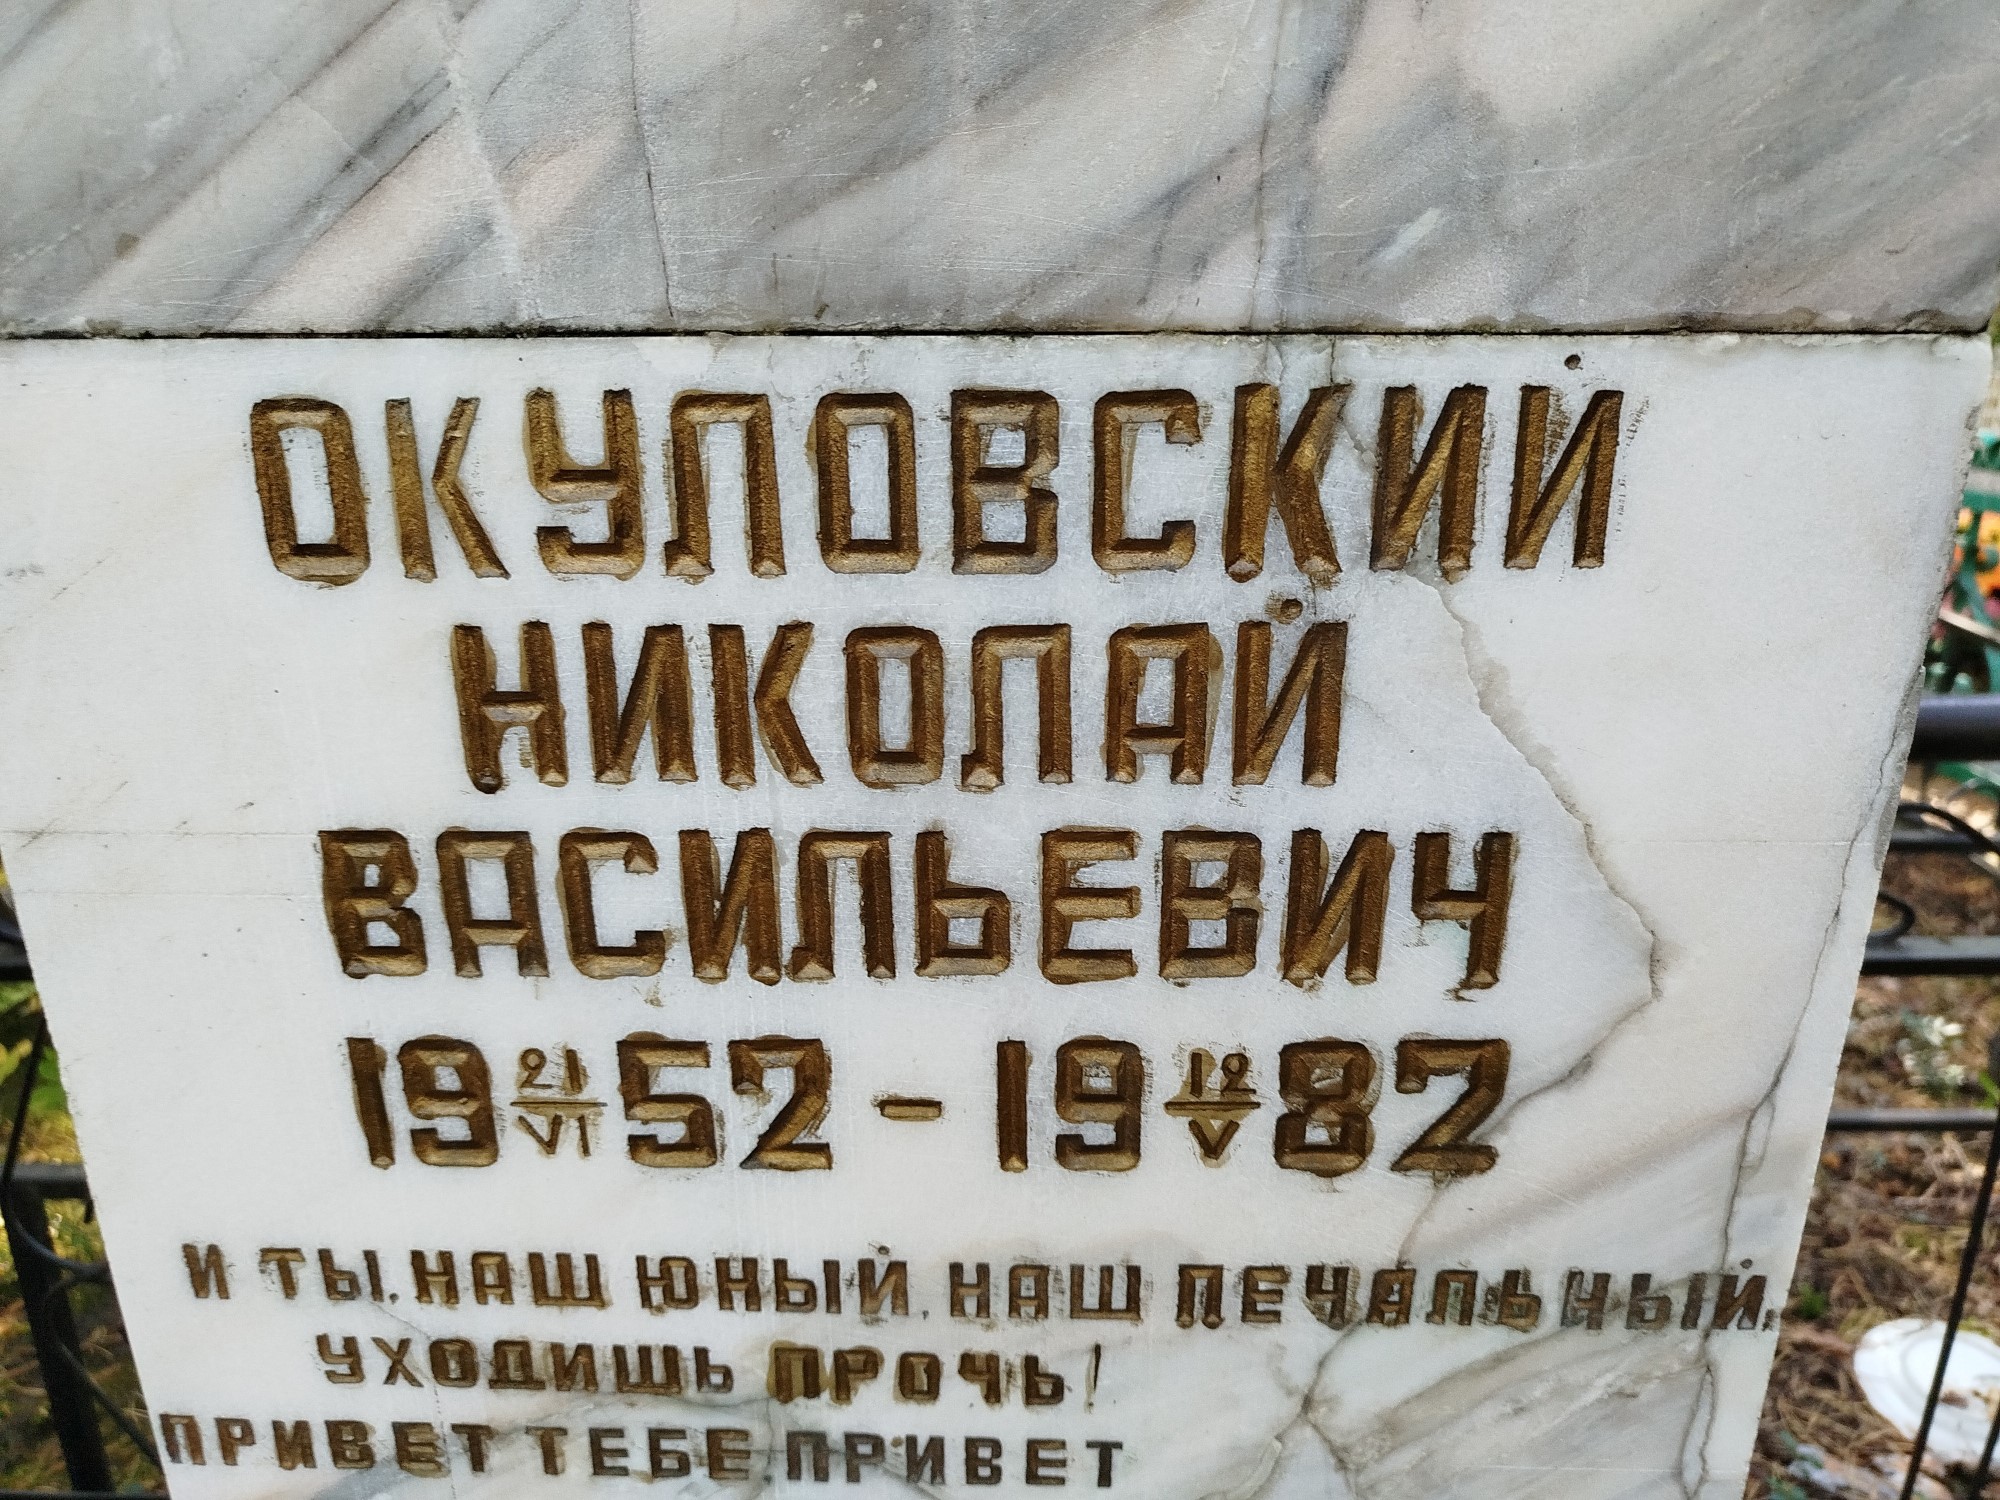 ОКУЛОВСКИЙ
НИКОЛАЙ
ВАСИЛЬЕВИЧ
19 21/VI 52 - 19 12/V 82
И ТЫ, НАШ ЮНЫЙ, НАШ ПЕЧАЛЬНЫЙ,
УХОДИШЬ ПРОЧЬ!
ПРИВЕТ ТЕБЕ ПРИВЕТ